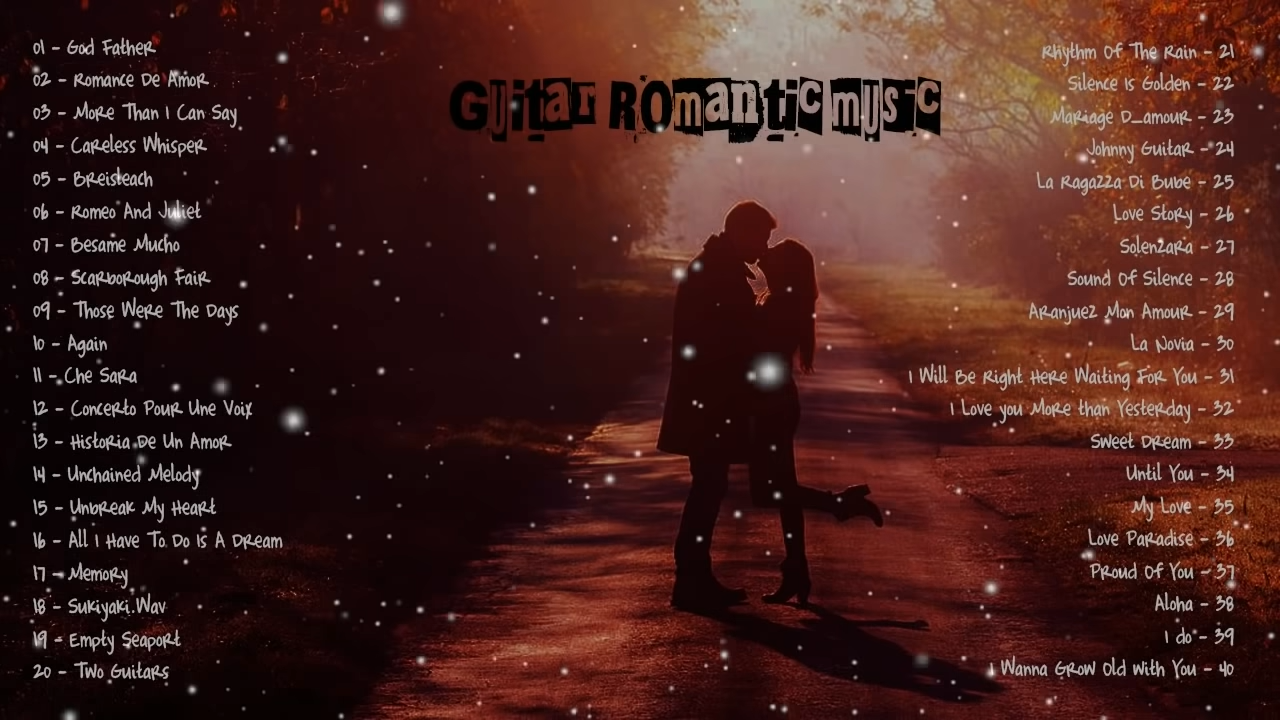 Guitar Romantic music
01 - God Father
02 - Romance De Amor
03 - More Than I Can Say
04 - Careless Whisper
05 - Breisteach
06 - Romeo And Juliet
07 - Besame Mucho
08 - Scarborough Fair
09 - Those Were The Days
10 - Again
11 - Che Sara
12 - Concerto Pour Une Voix
13 - Historia De Un Amor
14 - Unchained Melody
15 - Unbreak My Heart
16 - All I Have To Do Is A Dream
17 - Memory
18 - Sukiyaki.Wav
19 - Empty Seaport
20 - Two Guitars
Rhythm Of The Rain - 21
Silence Is Golden - 22
Mariage D_amour - 23
Johnny Guitar - 24
La Ragazza Di Bube - 25
Love Story - 26
Solenzara - 27
Sound Of Silence - 28
Aranjuez Mon Amour - 29
La Novia - 30
I Will Be Right Here Waiting For You - 31
I Love you More than Yesterday - 32
Sweet Dream - 33
Until You - 34
My Love - 35
Love Paradise - 36
Proud Of You - 37
Aloha - 38
I do - 39
I Wanna Grow Old With You - 40